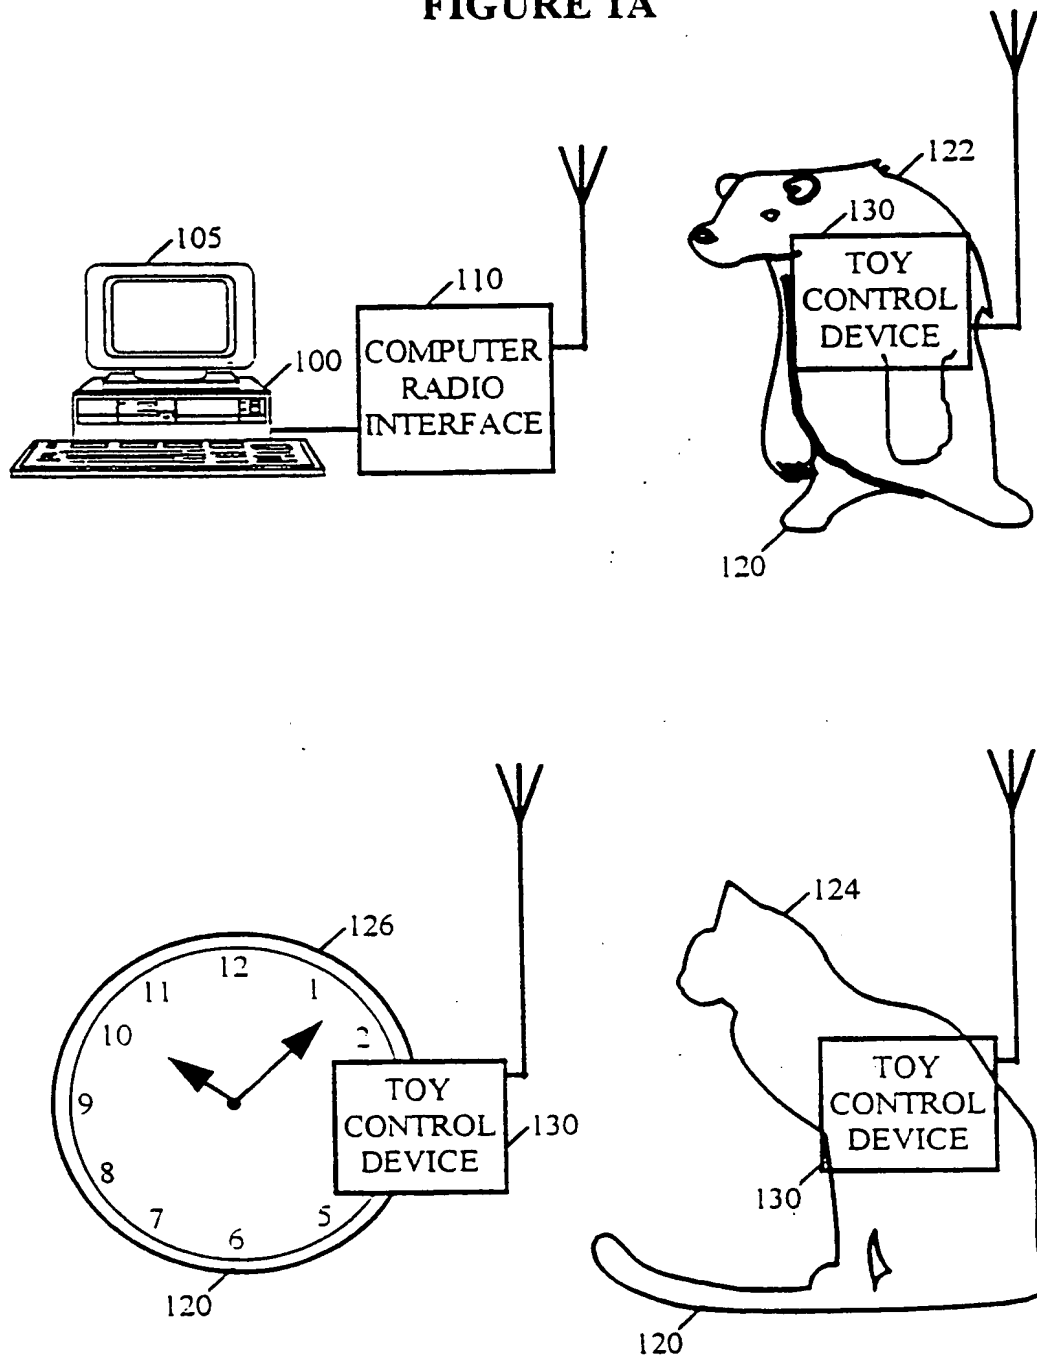 FIGURE 1A
122
130
TOY
CONTROL
DEVICE
120
105
100
110
COMPUTER
RADIO
INTERFACE
126
12
1
2
11
10
9
8
7
6
5
TOY
CONTROL
DEVICE
130
120
124
TOY
CONTROL
DEVICE
130
120